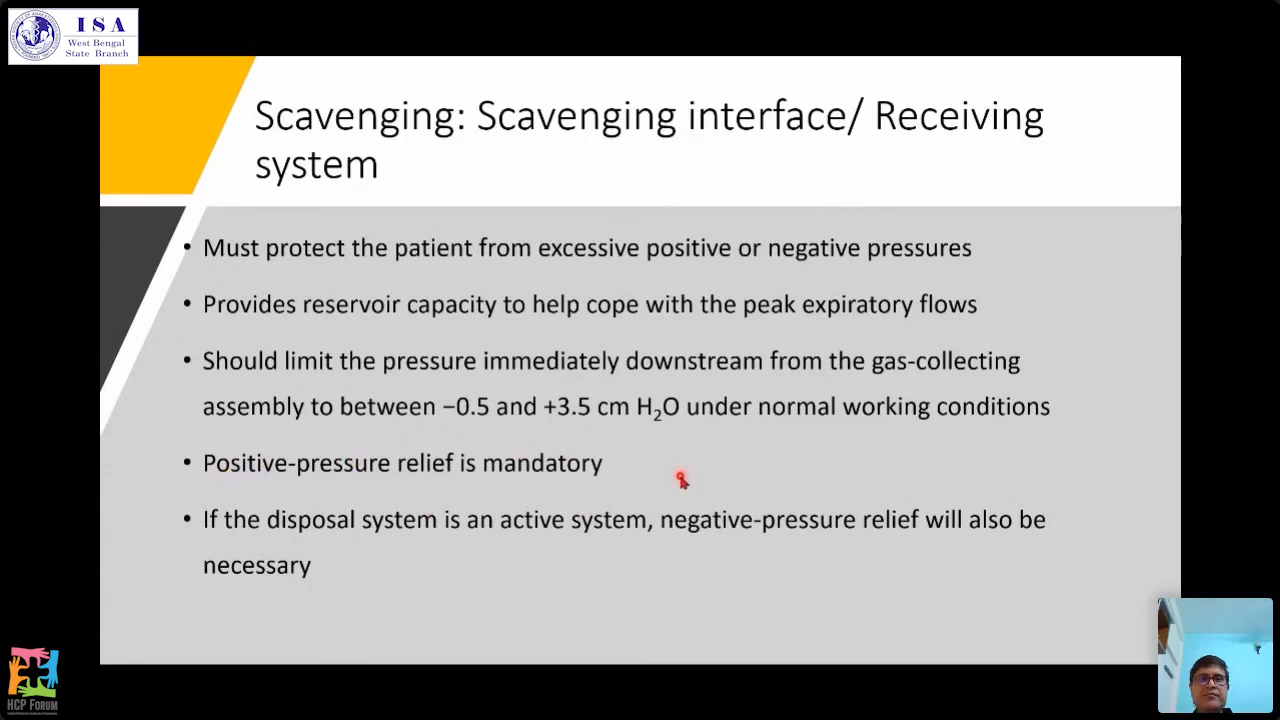 ISA
West Bengal
State Branch
Scavenging: Scavenging interface/ Receiving
system
• Must protect the patient from excessive positive or negative pressures
• Provides reservoir capacity to help cope with the peak expiratory flows
• Should limit the pressure immediately downstream from the gas-collecting
assembly to between −0.5 and +3.5 cm H₂O under normal working conditions
• Positive-pressure relief is mandatory
• If the disposal system is an active system, negative-pressure relief will also be
necessary
HCP FORUM